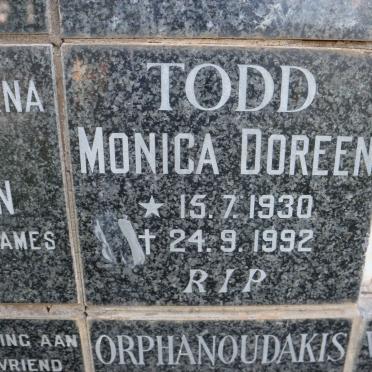 TODD
MONICA DOREEN
★ 15.7.1930
✝ 24.9.1992
RIP
NA
N
AMES
ING AAN
VRIEND
ORPHANOUDAKIS